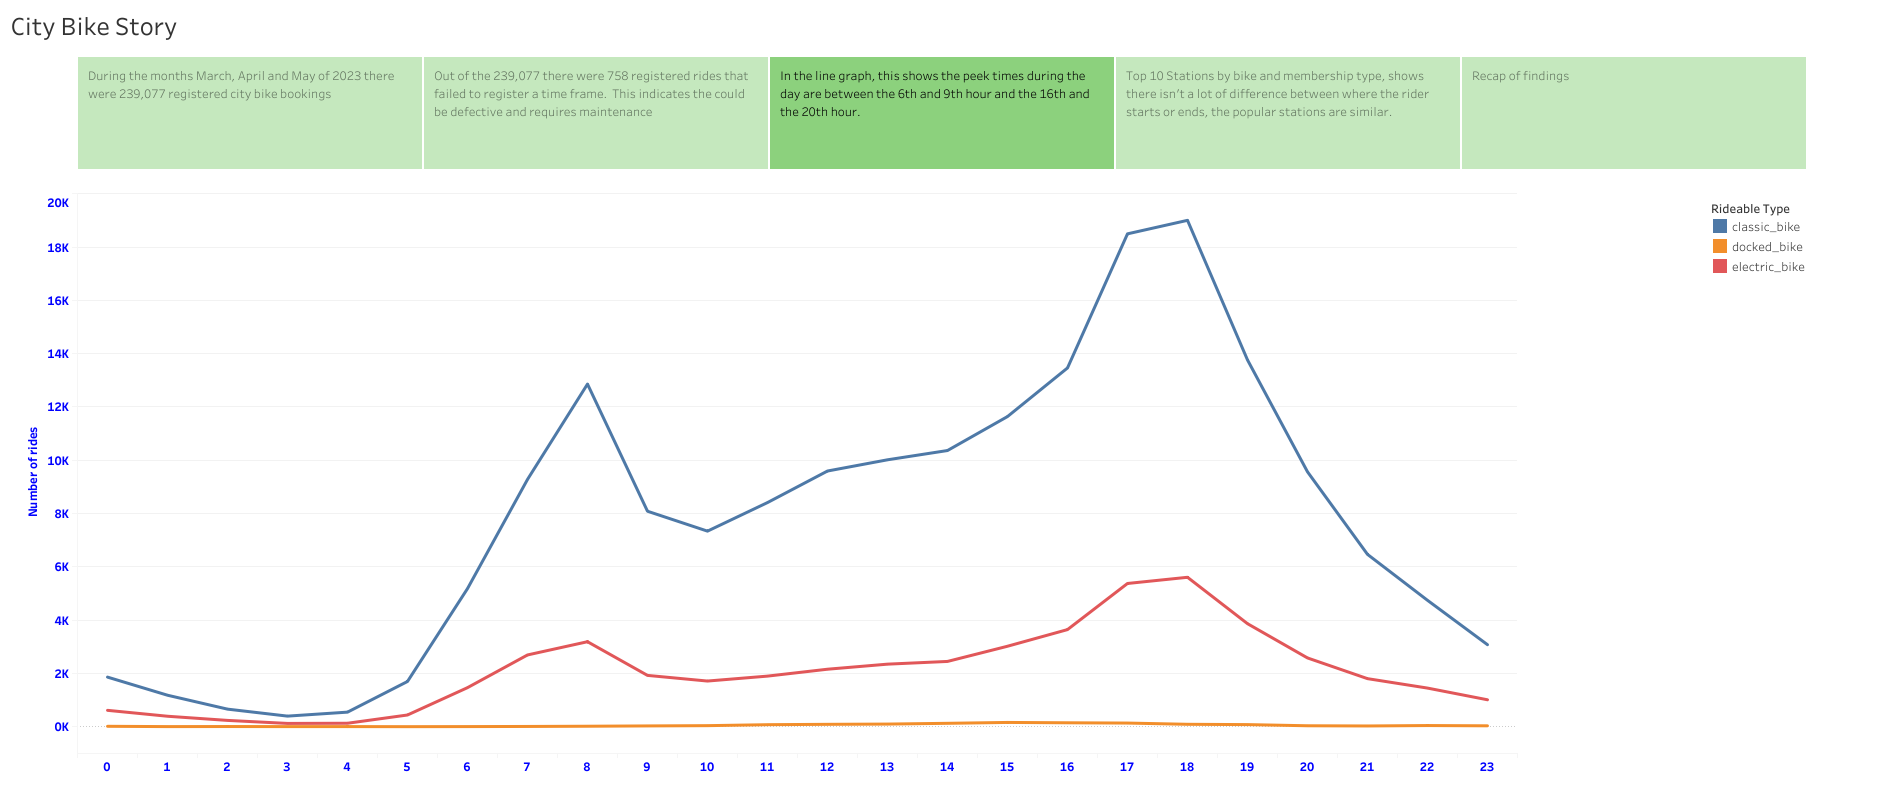 City Bike Story
During the months March, April and May of 2023 there
were 239,077 registered city bike bookings
Out of the 239,077 there were 758 registered rides that
failed to register a time frame.  This indicates the could
be defective and requires maintenance
In the line graph, this shows the peek times during the
day are between the 6th and 9th hour and the 16th and
the 20th hour.
Top 10 Stations by bike and membership type, shows
there isn't a lot of difference between where the rider
starts or ends, the popular stations are similar.
Recap of findings
Number of rides
20K
18K
16K
14K
12K
10K
8K
6K
4K
2K
0K
0 1 2 3 4 5 6 7 8 9 10 11 12 13 14 15 16 17 18 19 20 21 22 23
Rideable Type
classic_bike
docked_bike
electric_bike